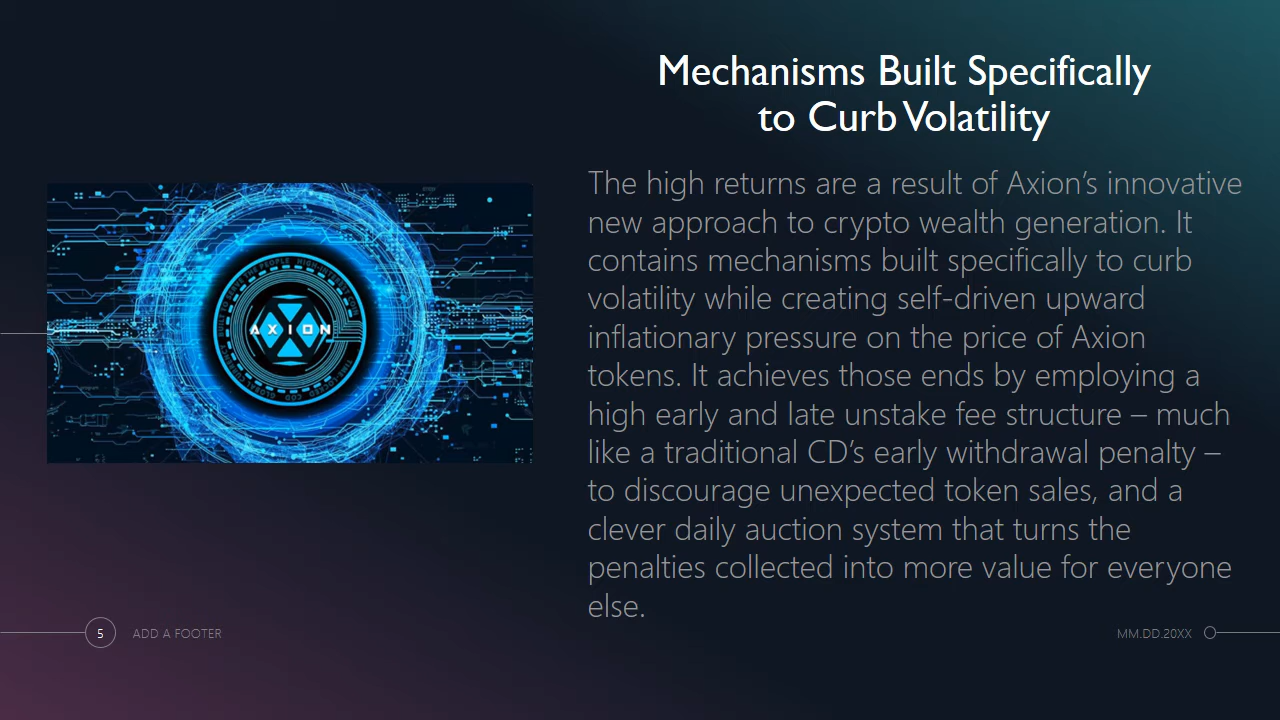 Mechanisms Built Specifically
to Curb Volatility
The high returns are a result of Axion’s innovative
new approach to crypto wealth generation. It
contains mechanisms built specifically to curb
volatility while creating self-driven upward
inflationary pressure on the price of Axion
tokens. It achieves those ends by employing a
high early and late unstake fee structure – much
like a traditional CD’s early withdrawal penalty –
to discourage unexpected token sales, and a
clever daily auction system that turns the
penalties collected into more value for everyone
else.
AXION
5
ADD A FOOTER
MM.DD.20XX